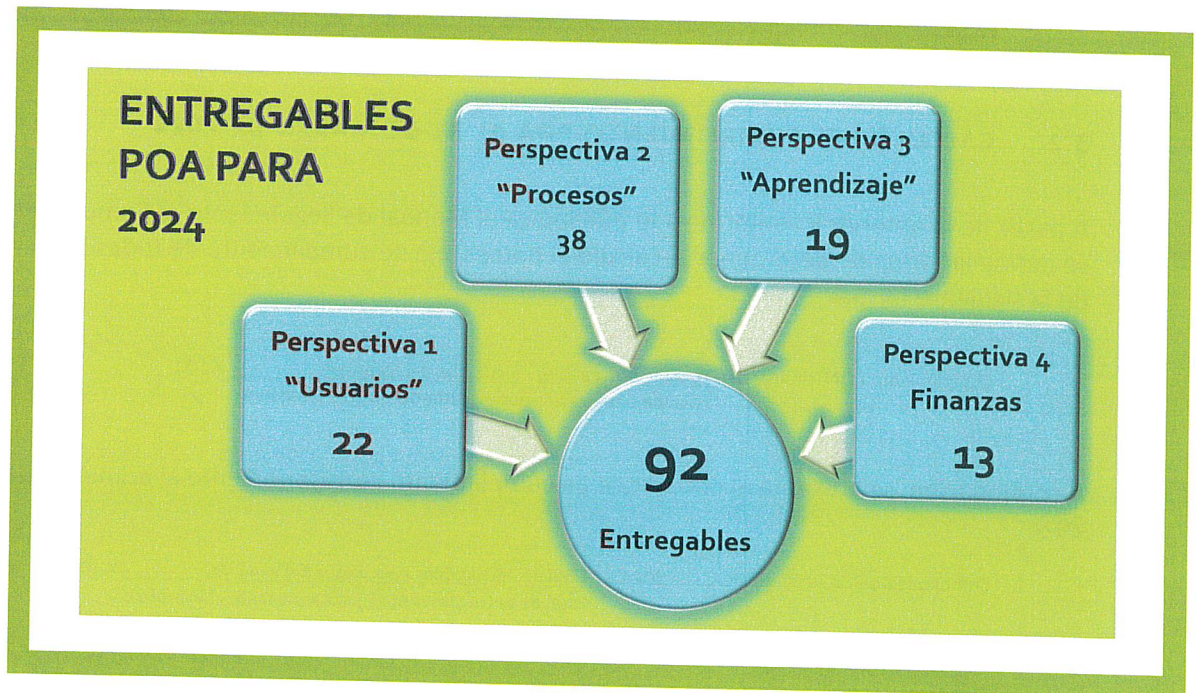 ENTREGABLES
POA PARA
2024
Perspectiva 1
“Usuarios”
22
Perspectiva 2
“Procesos”
38
Perspectiva 3
“Aprendizaje”
19
Perspectiva 4
Finanzas
13
92
Entregables